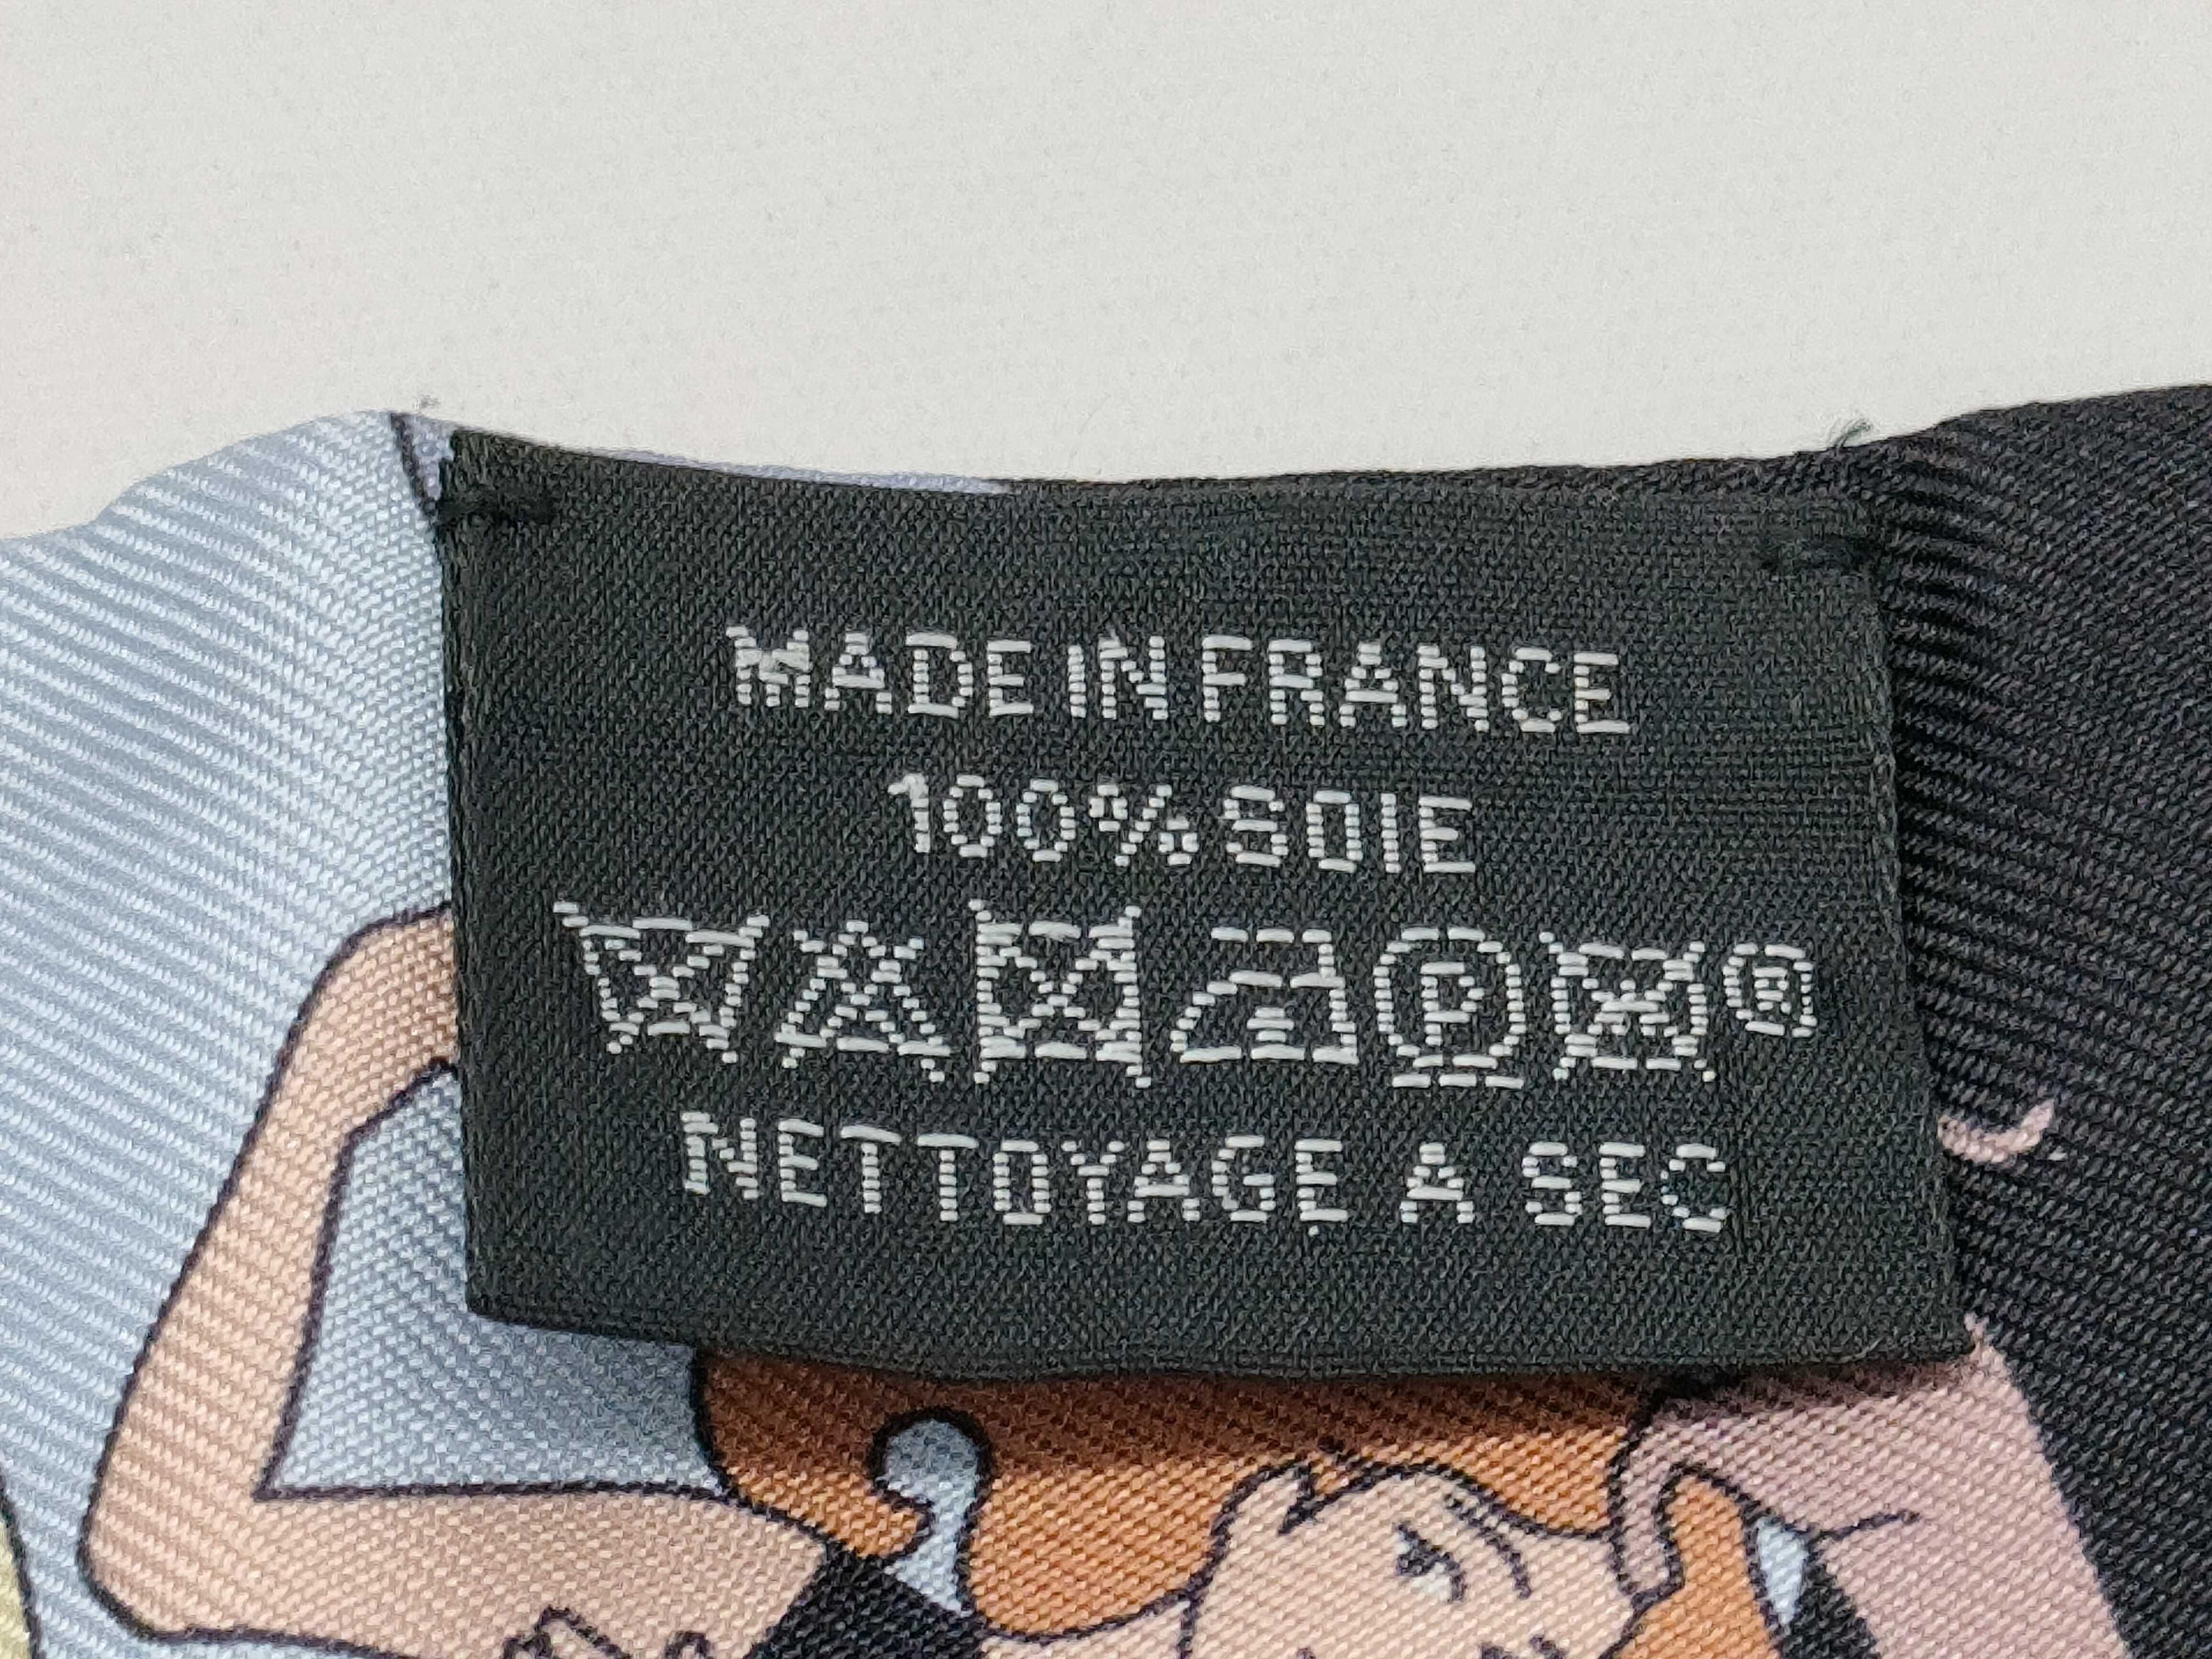 MADE IN FRANCE
100% SOIE
P W ®
NETTOYAGE A SEC